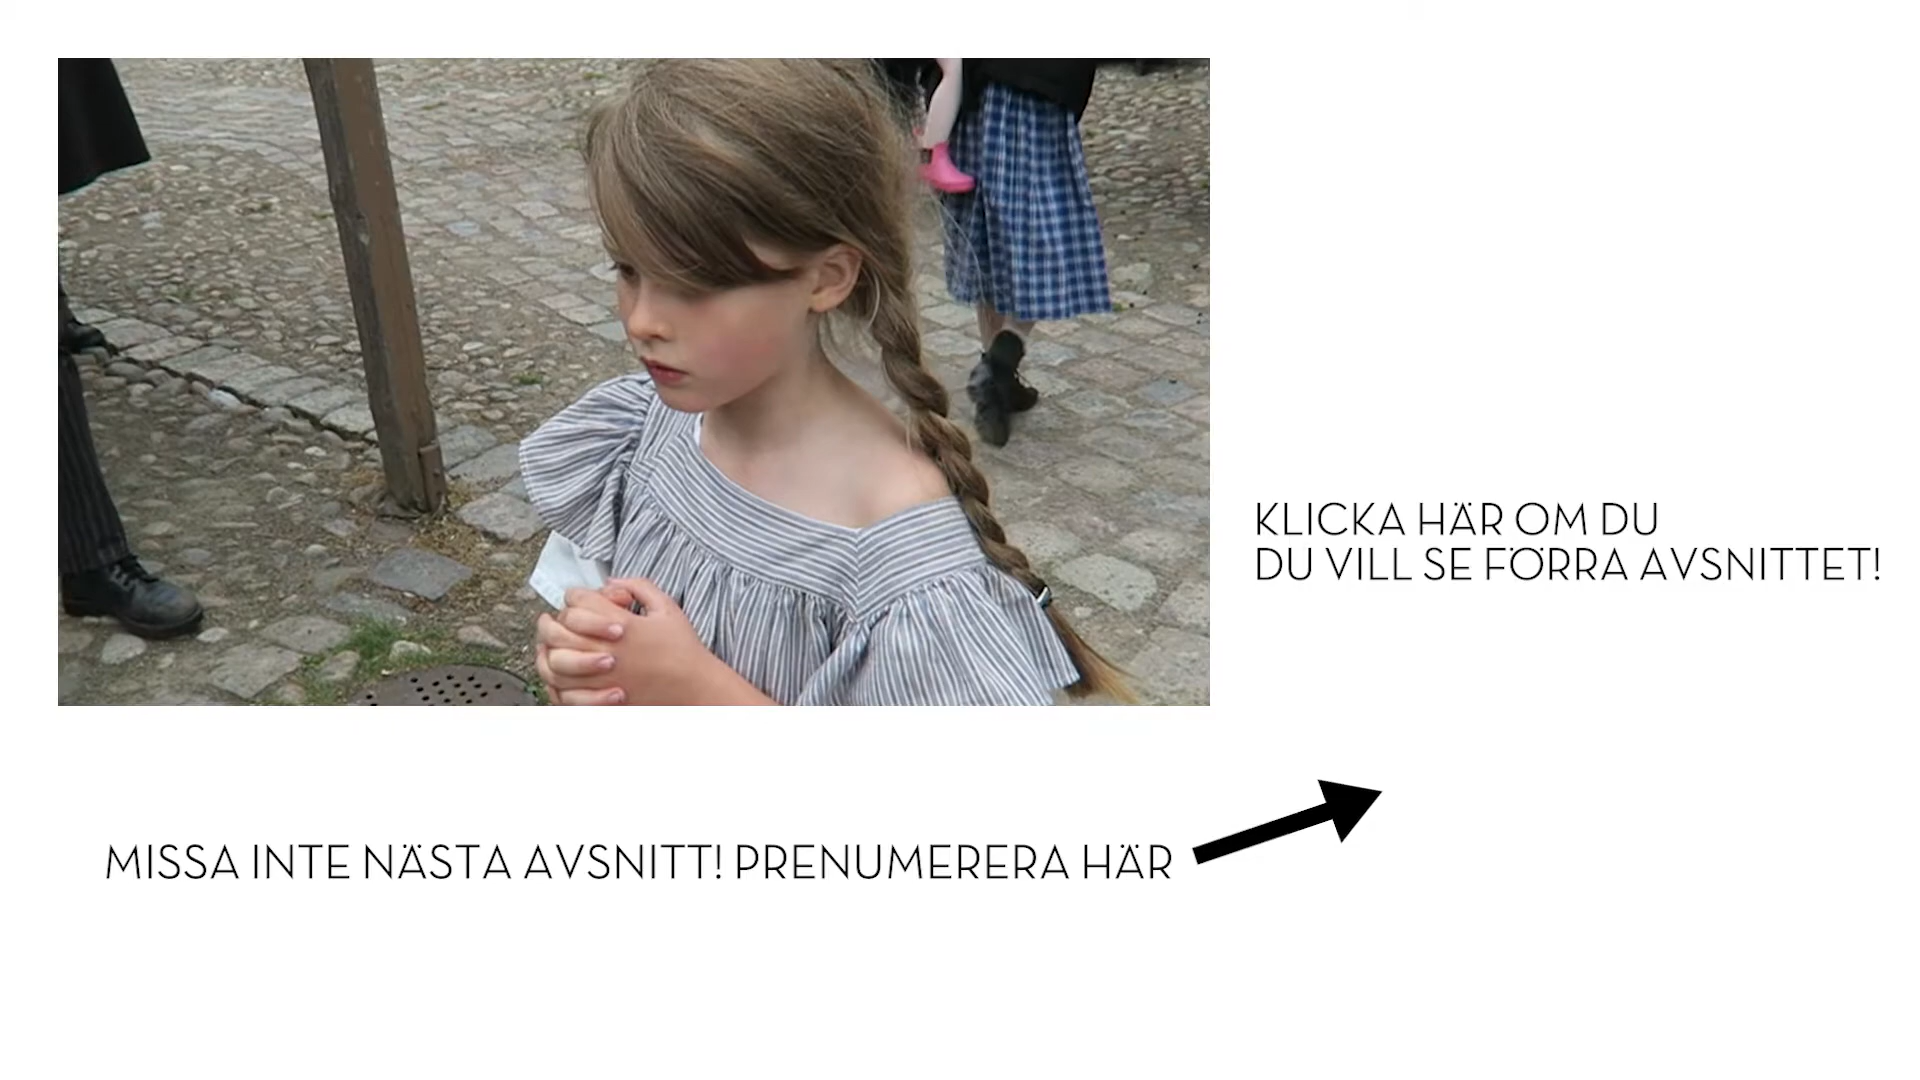 KLICKA HÄR OM DU
DU VILL SE FÖRRA AVSNITTET!
MISSA INTE NÄSTA AVSNITT! PRENUMERERA HÄR